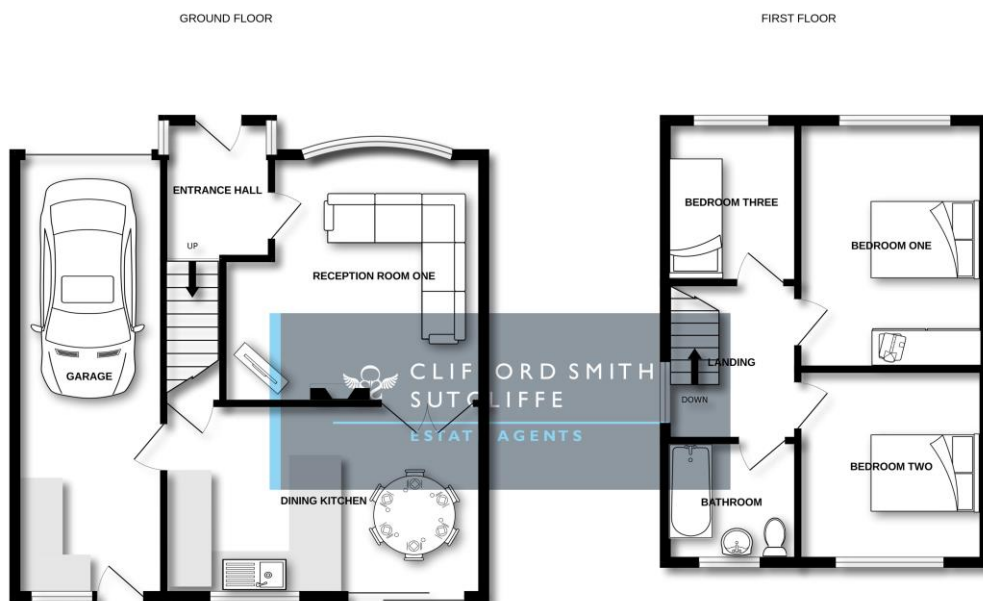 GROUND FLOOR
FIRST FLOOR
ENTRANCE HALL
UP
RECEPTION ROOM ONE
GARAGE
DINING KITCHEN
BEDROOM THREE
BEDROOM ONE
LANDING
DOWN
BEDROOM TWO
BATHROOM
CLIFFORD SMITH
SUTCLIFFE
ESTATE AGENTS